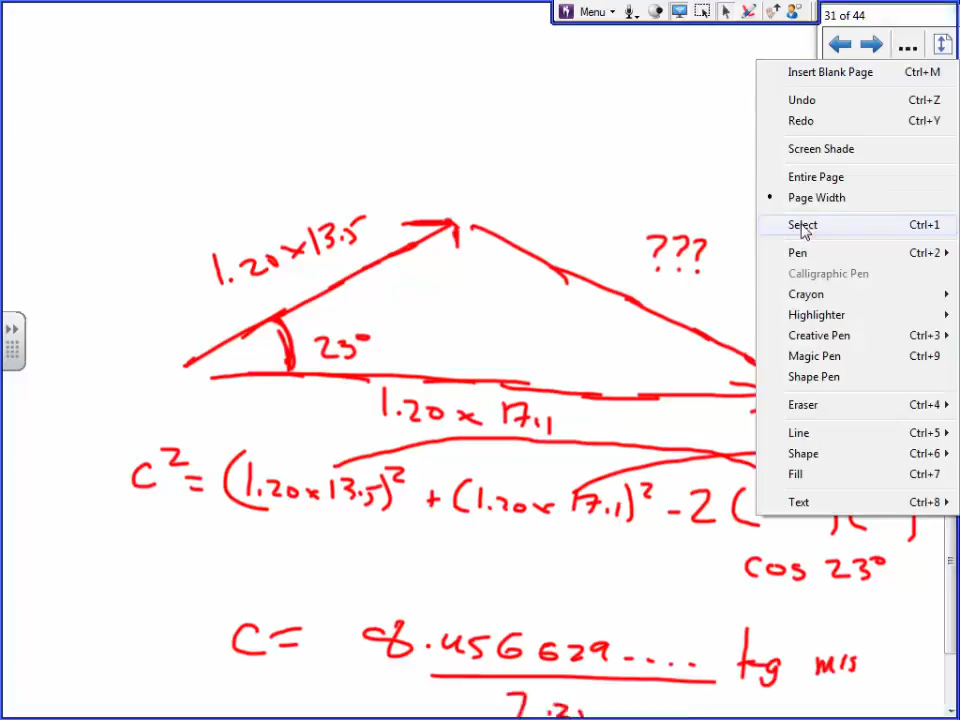 Menu
31 of 44
...
Insert Blank Page Ctrl+M
Undo Ctrl+Z
Redo Ctrl+Y
Screen Shade
Entire Page
Page Width
Select Ctrl+1
Pen Ctrl+2
Calligraphic Pen
Crayon
Highlighter
Creative Pen Ctrl+3
Magic Pen Ctrl+9
Shape Pen
Eraser Ctrl+4
Line Ctrl+5
Shape Ctrl+6
Fill Ctrl+7
Text Ctrl+8
1.20×13.5
???
23°
1.20 × 17.1
c² = (1.20×13.5)² + (1.20× 17.1)² - 2 (
cos 23°
C= 8.456629.... kg m/s